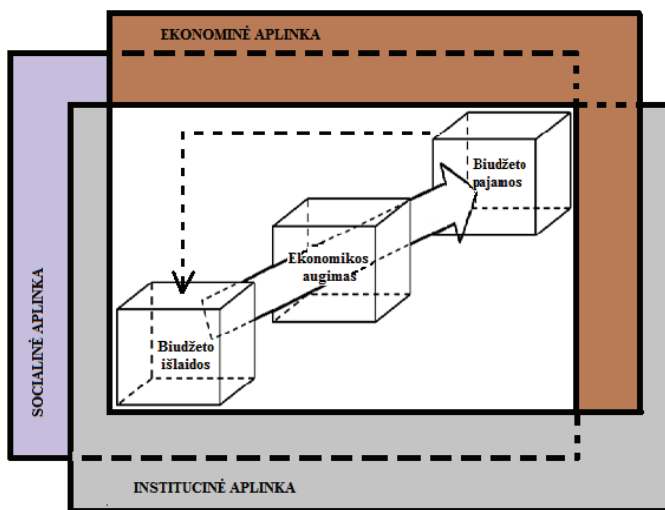 EKONOMINĖ APLINKA
Biudžeto
pajamos
Ekonomikos
augimas
Biudžeto
išlaidos
SOCIALINĖ APLINKA
INSTITUCINĖ APLINKA